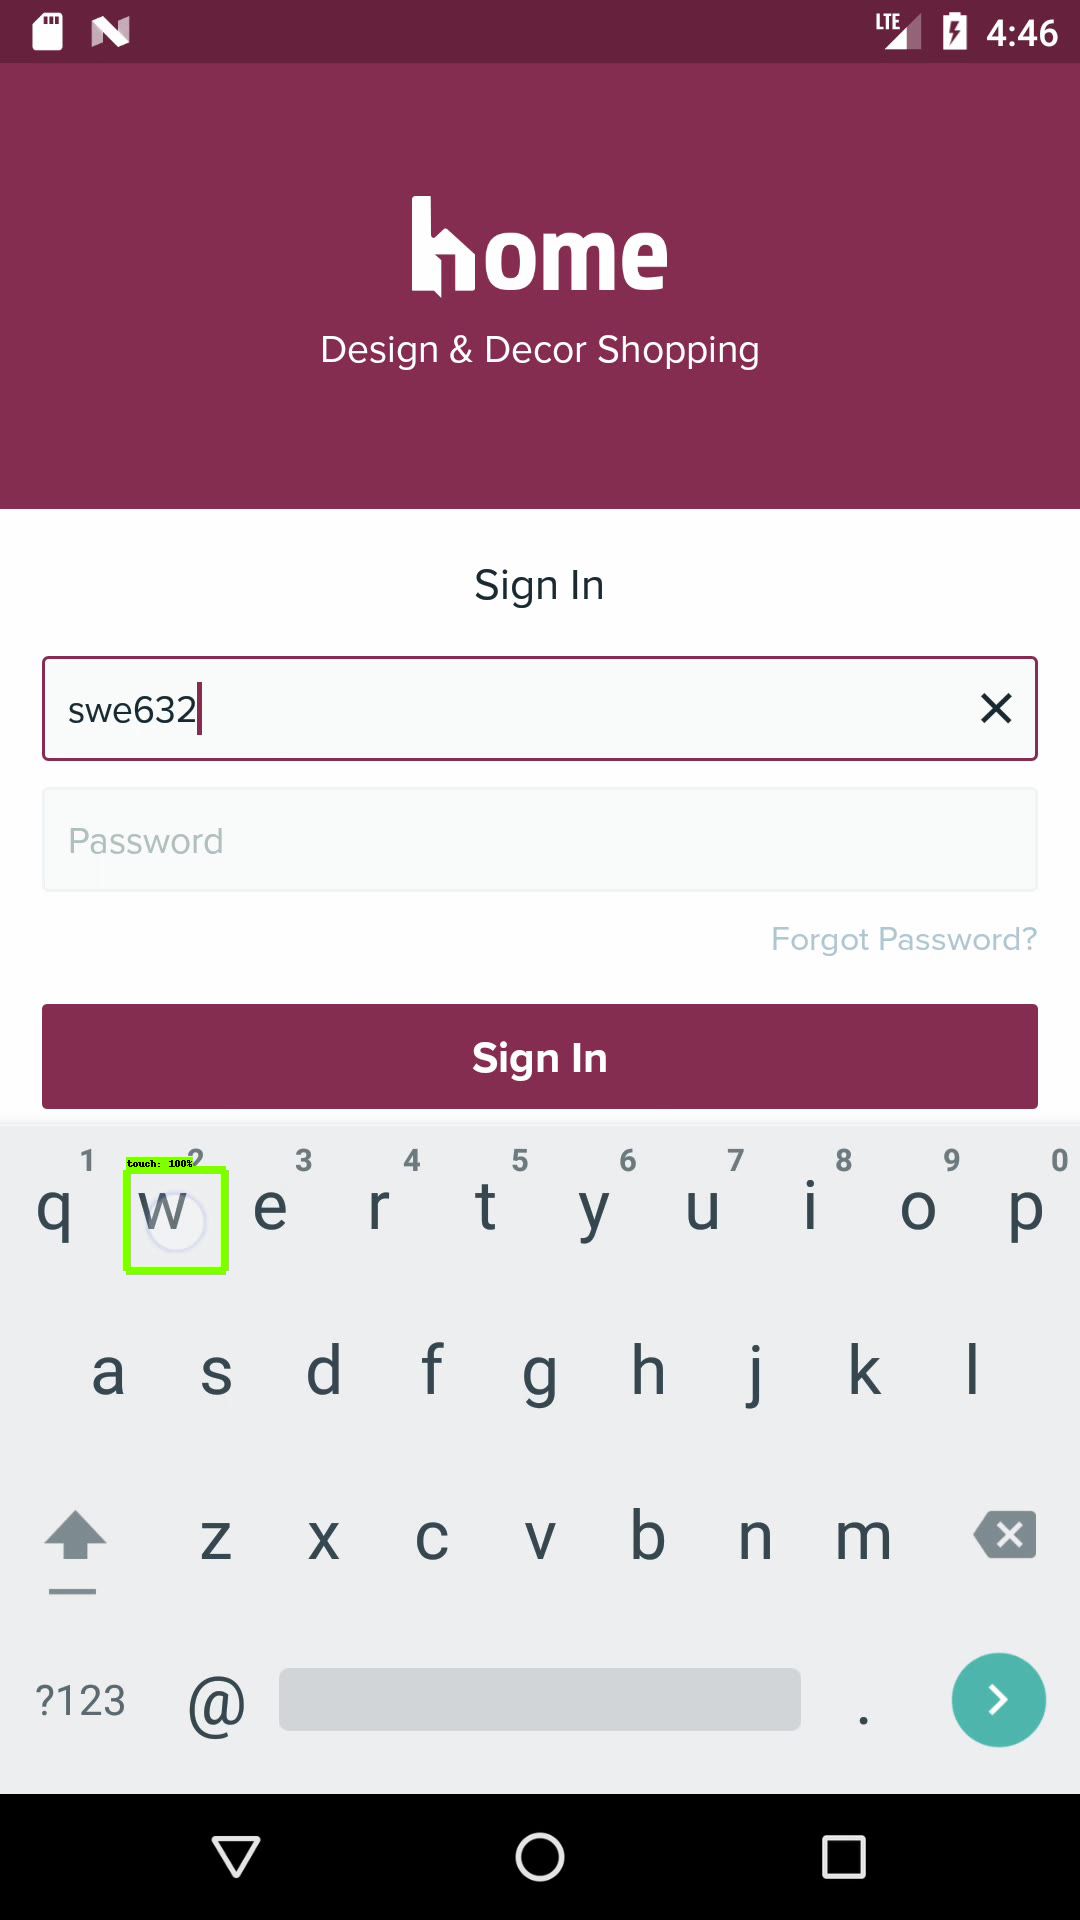 LTE 4:46
home
Design & Decor Shopping
Sign In
swe632
Password
Forgot Password?
Sign In
1 2 3 4 5 6 7 8 9 0
touch: 100%
q w e r t y u i o p
a s d f g h j k l
z x c v b n m
?123 @ .